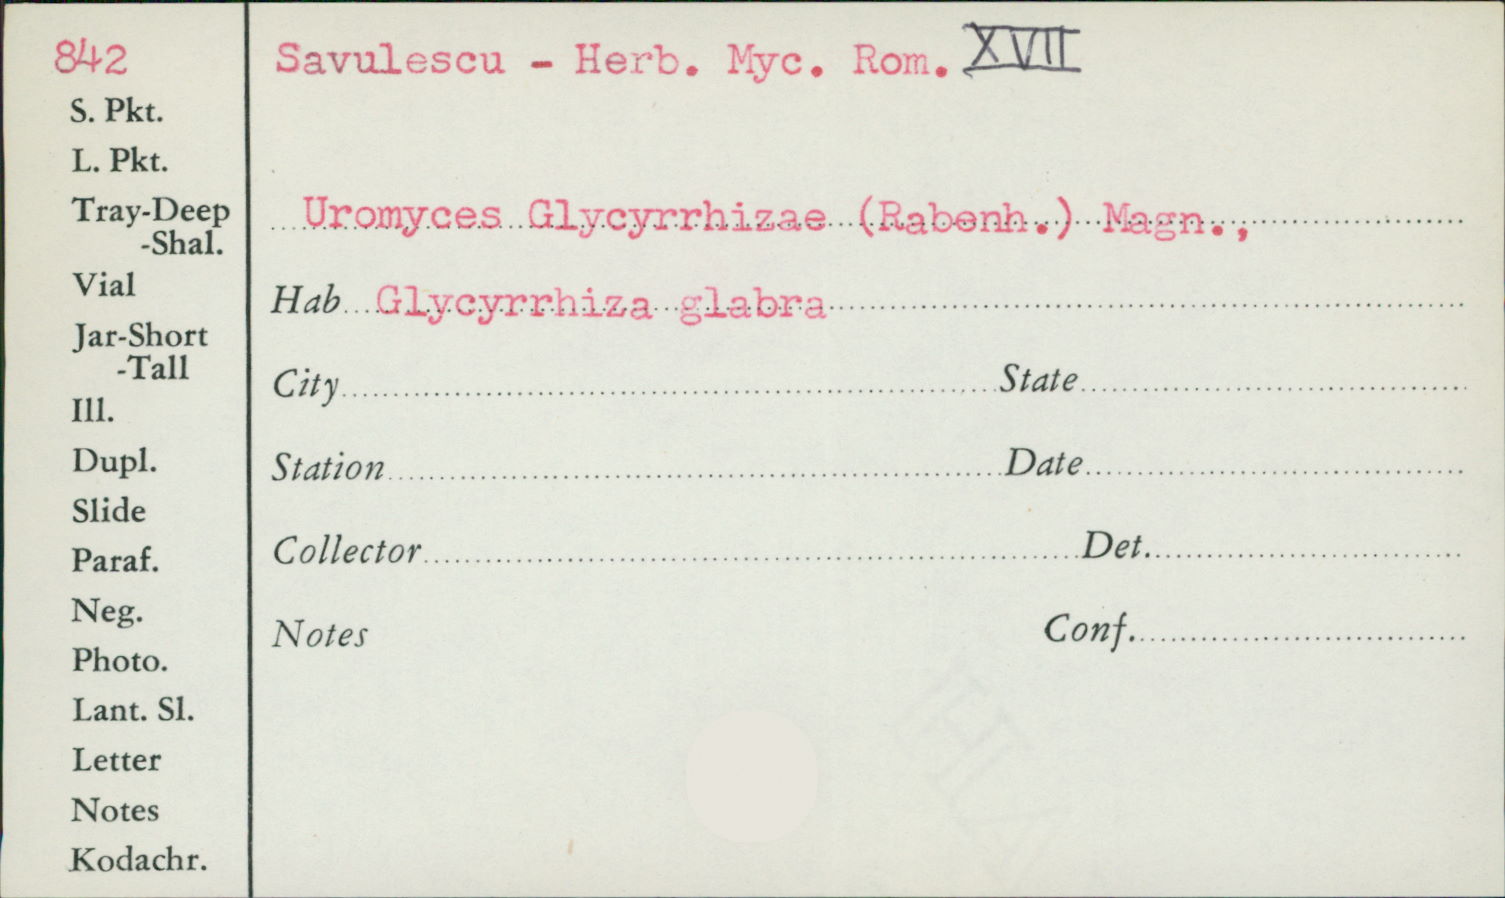 842
Savulescu - Herb. Myc. Rom. XVII
S. Pkt.
L. Pkt.
Tray-Deep
-Shal.
Vial
Jar-Short
-Tall
Ill.
Dupl.
Slide
Paraf.
Neg.
Photo.
Lant. Sl.
Letter
Notes
Kodachr.
Uromyces Glycyrrhizae (Rabenh.) Magn.,
Hab Glycyrrhiza glabra
City State
Station Date
Collector Det.
Notes Conf.